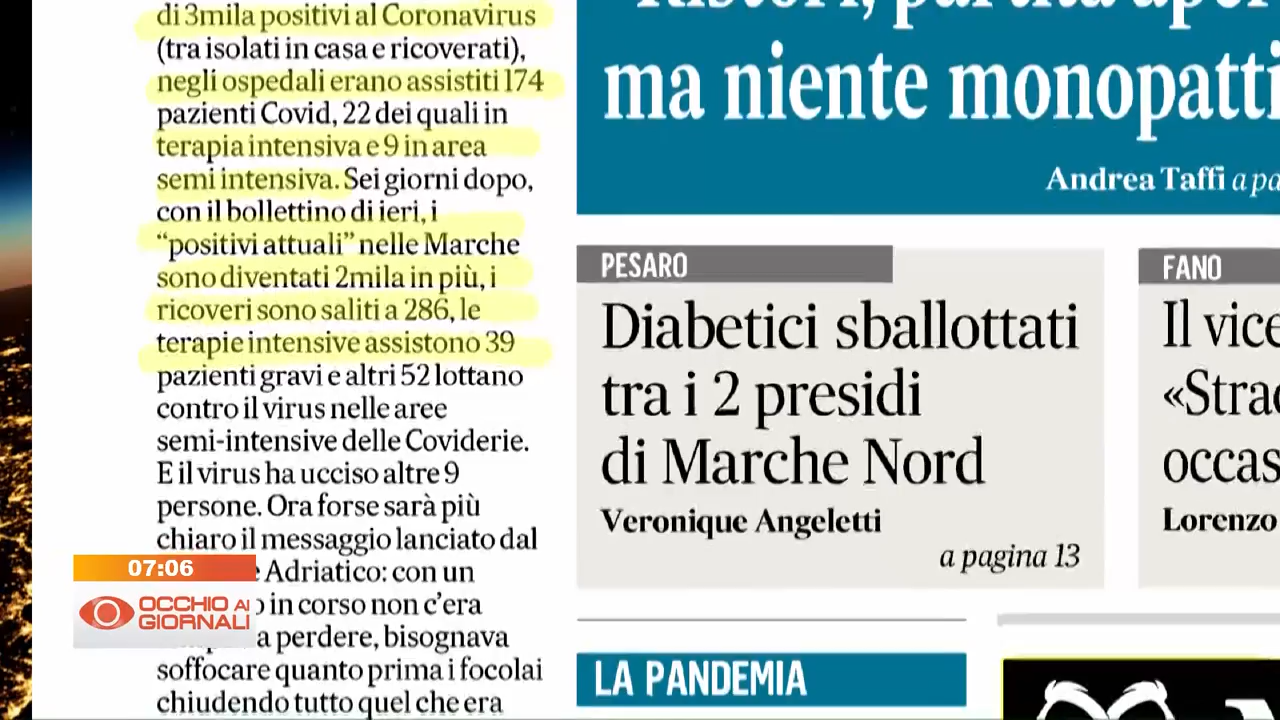 di 3mila positivi al Coronavirus
(tra isolati in casa e ricoverati),
negli ospedali erano assistiti 174
pazienti Covid, 22 dei quali in
terapia intensiva e 9 in area
semi intensiva. Sei giorni dopo,
con il bollettino di ieri, i
“positivi attuali” nelle Marche
sono diventati 2mila in più, i
ricoveri sono saliti a 286, le
terapie intensive assistono 39
pazienti gravi e altri 52 lottano
contro il virus nelle aree
semi-intensive delle Coviderie.
E il virus ha ucciso altre 9
persone. Ora forse sarà più
chiaro il messaggio lanciato dal
Adriatico: con un
in corso non c’era
a perdere, bisognava
soffocare quanto prima i focolai
chiudendo tutto quel che era
07:06
OCCHIO AI
GIORNALI
ma niente monopatti
Andrea Taffi a pa
PESARO
Diabetici sballottati
tra i 2 presidi
di Marche Nord
Veronique Angeletti
a pagina 13
FANO
Il vice
«Strad
occas
Lorenzo
LA PANDEMIA